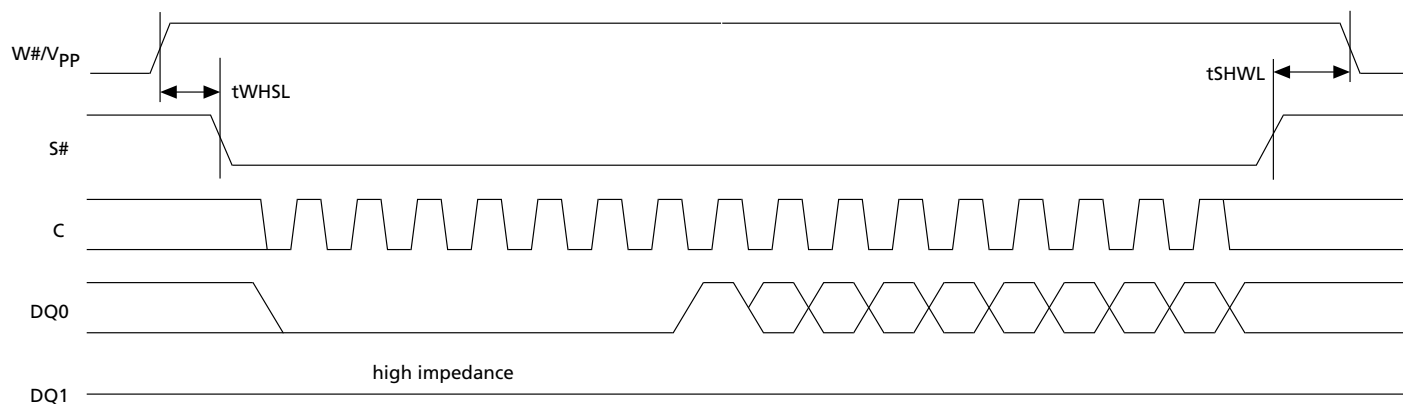 W#/VPP
tSHWL
tWHSL
S#
C
DQ0
high impedance
DQ1